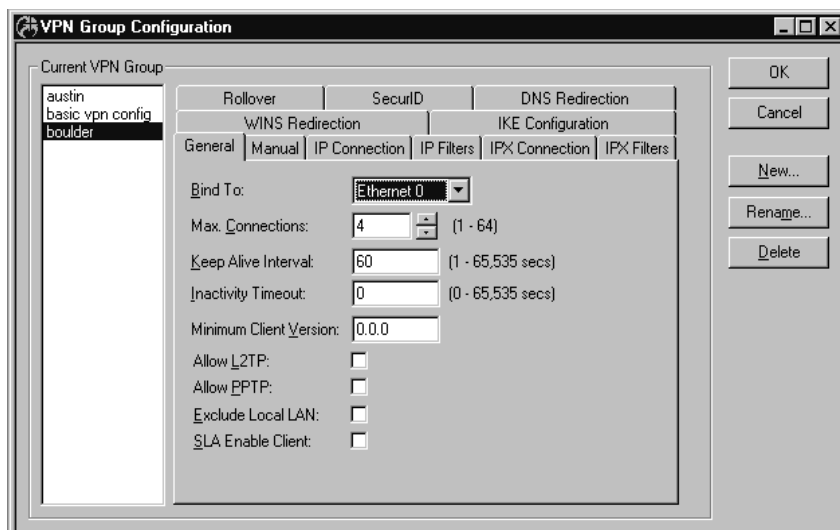 VPN Group Configuration
Current VPN Group
austin
basic vpn config
boulder
Rollover
SecurID
DNS Redirection
WINS Redirection
IKE Configuration
General
Manual
IP Connection
IP Filters
IPX Connection
IPX Filters
Bind To: Ethernet 0
Max. Connections: 4 (1 - 64)
Keep Alive Interval: 60 (1 - 65,535 secs)
Inactivity Timeout: 0 (0 - 65,535 secs)
Minimum Client Version: 0.0.0
Allow L2TP:
Allow PPTP:
Exclude Local LAN:
SLA Enable Client:
OK
Cancel
New...
Rename...
Delete